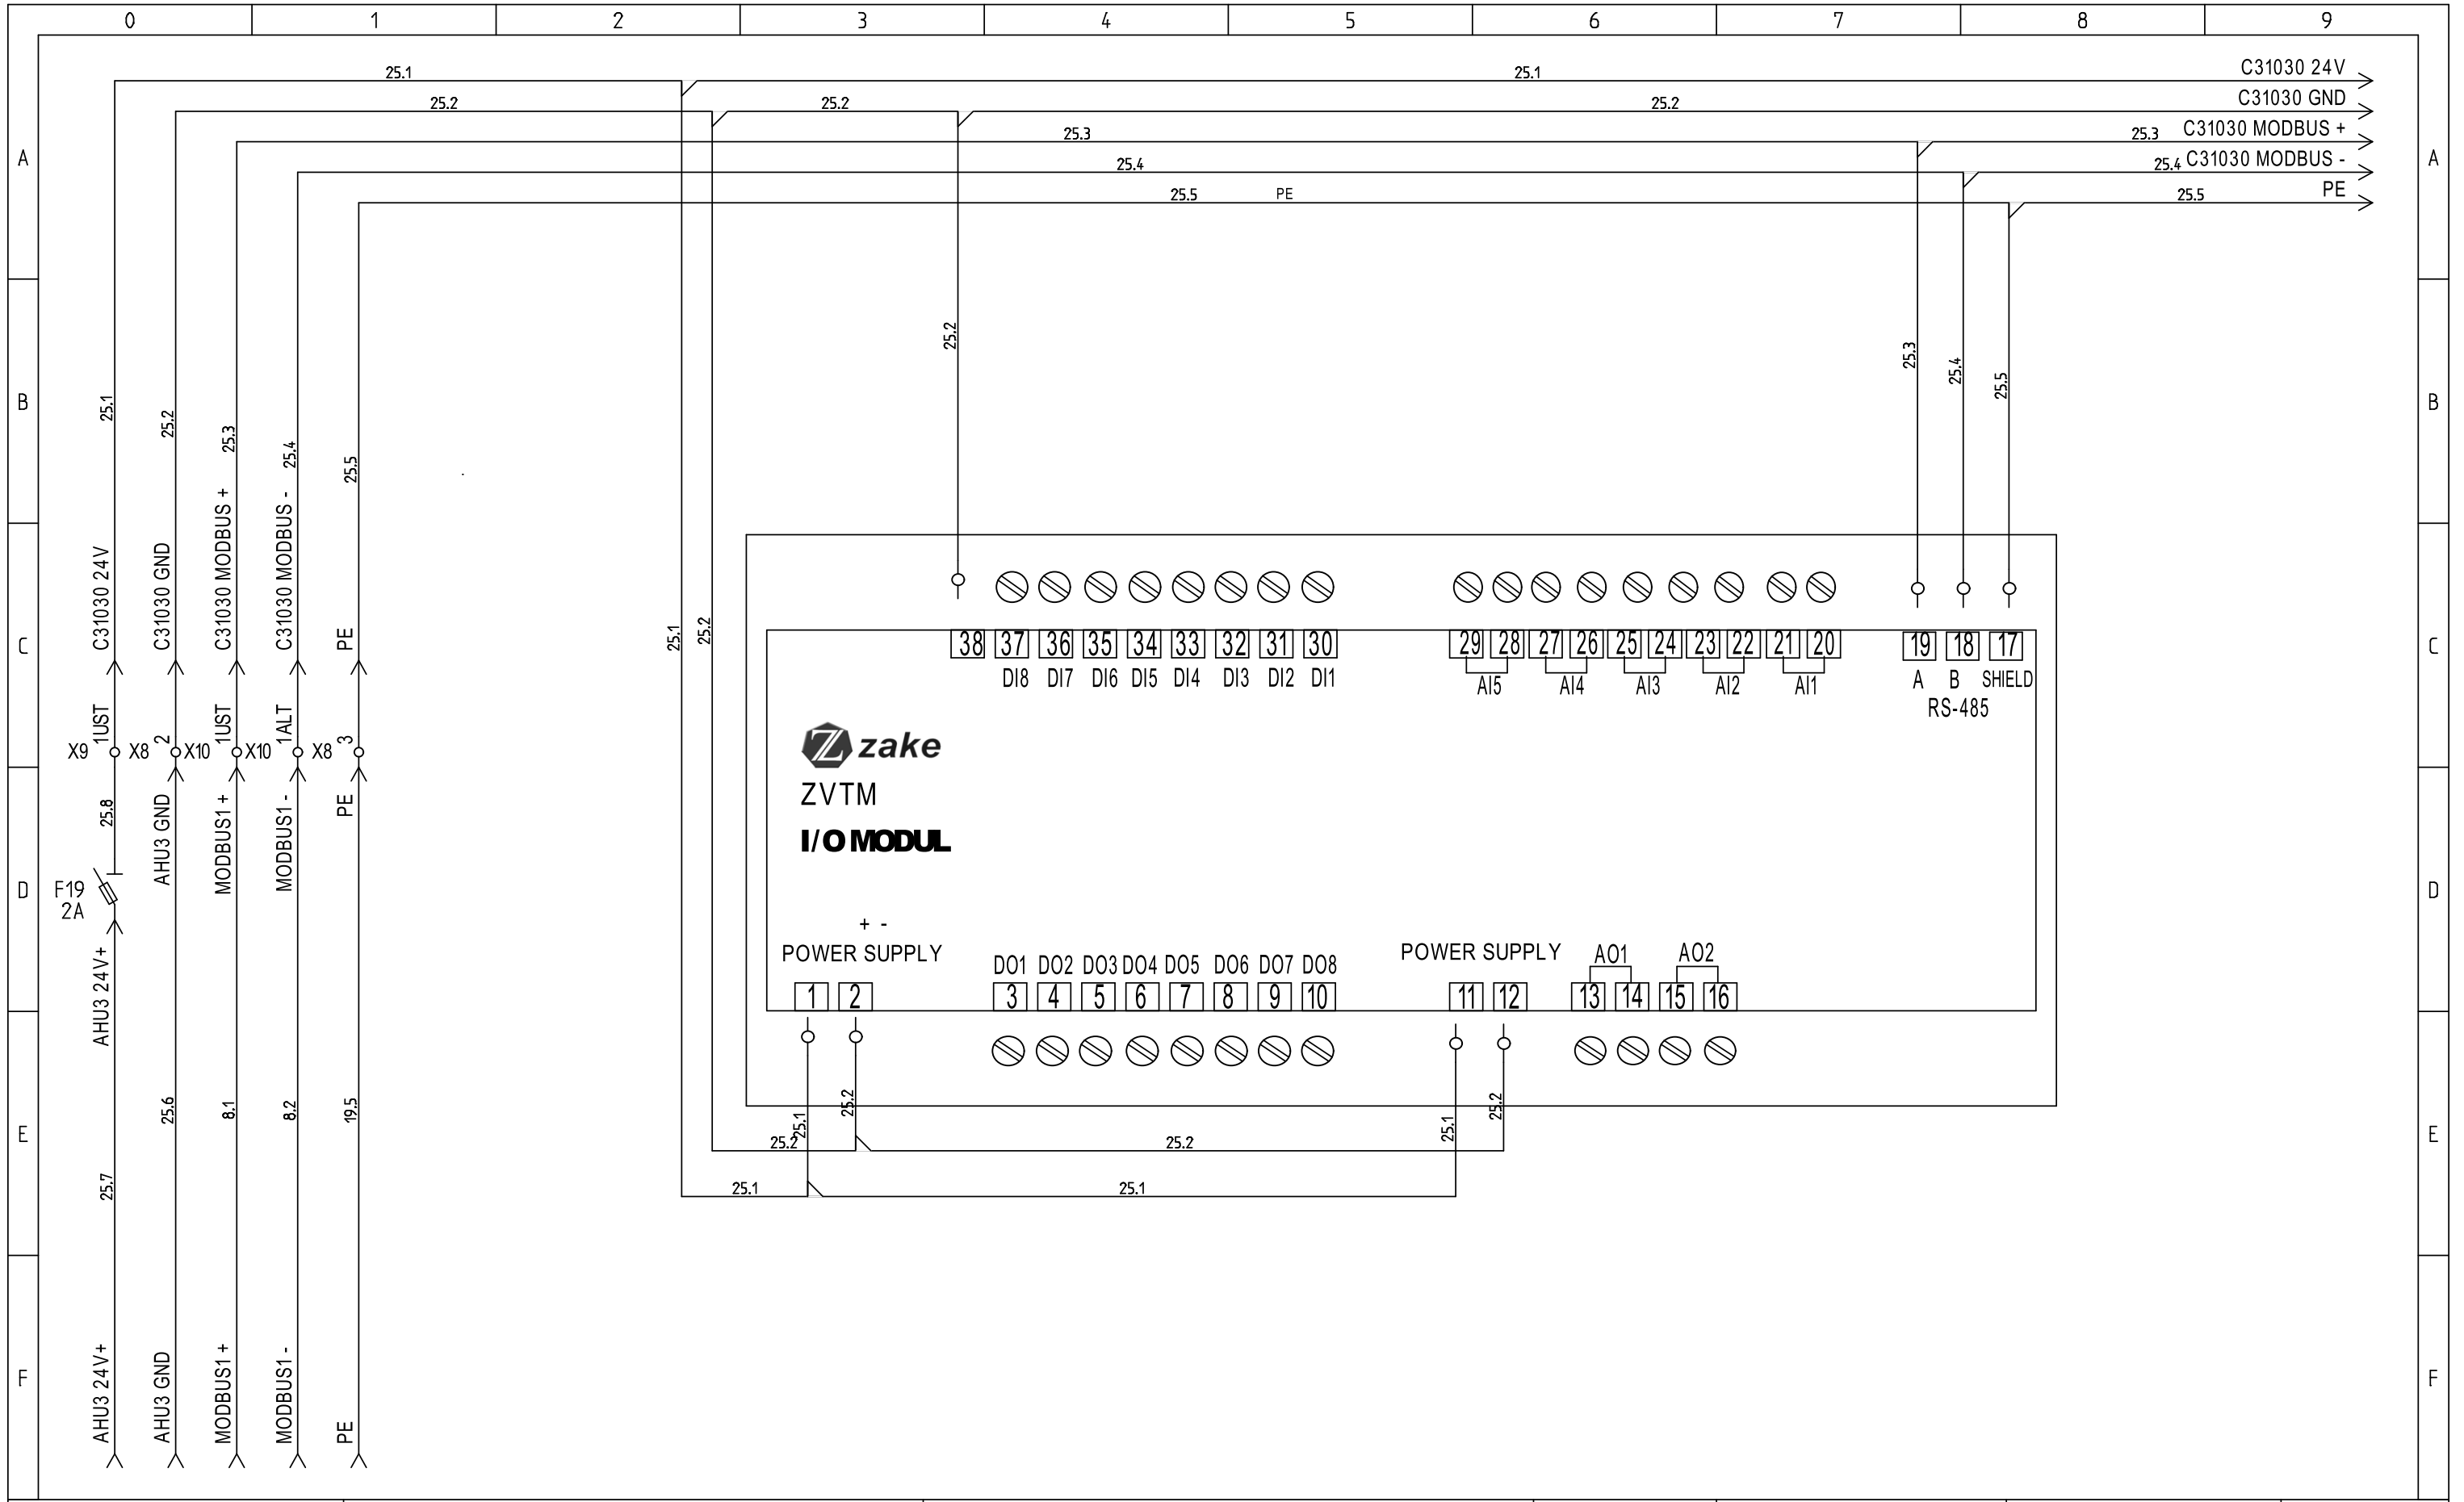 0 1 2 3 4 5 6 7 8 9
25.1 25.1 C31030 24V
25.2 25.2 25.2 C31030 GND
25.3 25.3 C31030 MODBUS +
25.4 25.4 C31030 MODBUS -
25.5 PE 25.5 PE
A A
25.2 25.3 25.4 25.5
B B
25.1 25.2 25.3 25.4 25.5
C31030 24V C31030 GND C31030 MODBUS + C31030 MODBUS - PE
C C
25.1 25.2
38 37 36 35 34 33 32 31 30 29 28 27 26 25 24 23 22 21 20 19 18 17
DI8 DI7 DI6 DI5 DI4 DI3 DI2 DI1 AI5 AI4 AI3 AI2 AI1 A B SHIELD
RS-485
X9 1UST X8 2 X10 1UST X10 1ALT X8 3
zake
ZVTM
I/O MODUL
25.8 AHU3 GND MODBUS1 + MODBUS1 - PE
D D
F19
2A
AHU3 24V+
+ -
POWER SUPPLY POWER SUPPLY AO1 AO2
DO1 DO2 DO3 DO4 DO5 DO6 DO7 DO8
1 2 3 4 5 6 7 8 9 10 11 12 13 14 15 16
25.6 8.1 8.2 19.5
25.1 25.2 25.1 25.2
E E
25.2 25.2
25.7
25.1 25.1
F F
AHU3 24V+ AHU3 GND MODBUS1 + MODBUS1 - PE